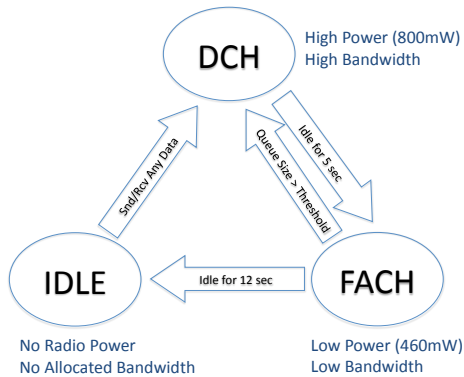 DCH
High Power (800mW)
High Bandwidth
Snd/Rcv Any Data
Queue Size > Threshold
Idle for 5 sec
IDLE
Idle for 12 sec
FACH
No Radio Power
No Allocated Bandwidth
Low Power (460mW)
Low Bandwidth